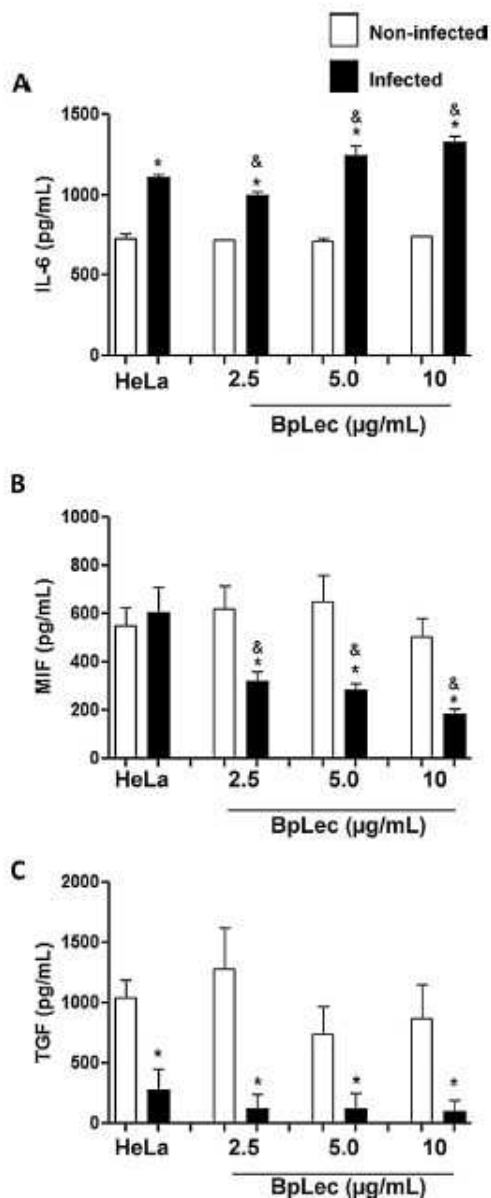 Non-infected
Infected
A
IL-6 (pg/mL)
1500
1000
500
0
& & &
* * * *
HeLa 2.5 5.0 10
BpLec (µg/mL)
B
MIF (pg/mL)
1000
800
600
400
200
0
& & &
* * *
HeLa 2.5 5.0 10
BpLec (µg/mL)
C
TGF (pg/mL)
2000
1500
1000
500
0
* * * *
HeLa 2.5 5.0 10
BpLec (µg/mL)